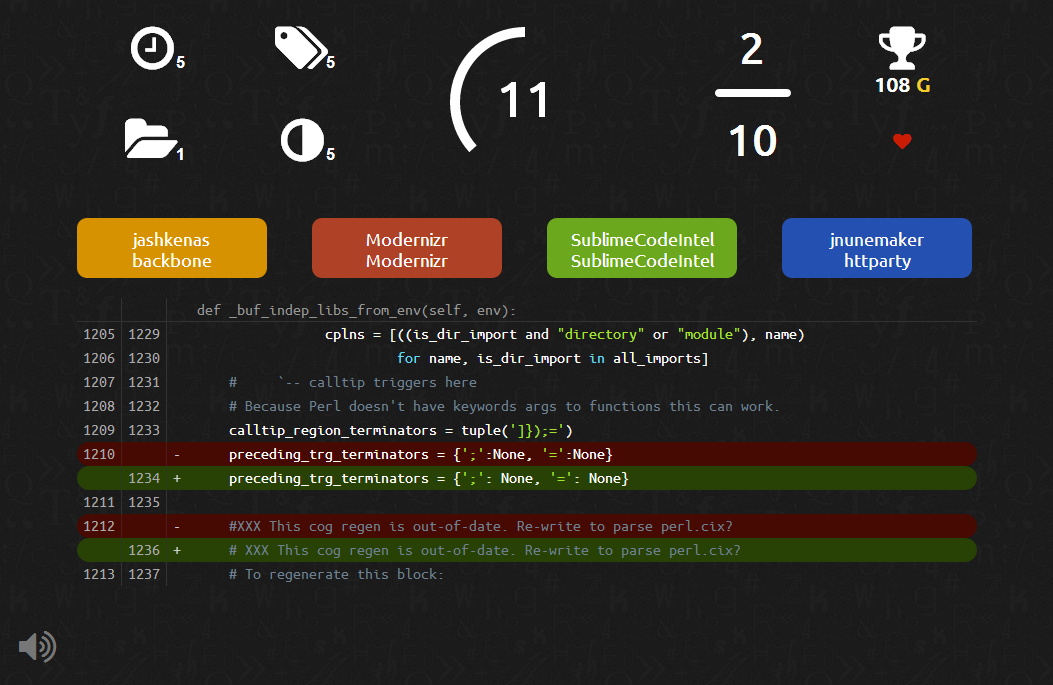 5
5
11
2
10
108 G
1
5
jashkenas
backbone
Modernizr
Modernizr
SublimeCodeIntel
SublimeCodeIntel
jnunemaker
httparty
def _buf_indep_libs_from_env(self, env):
1205 1229 cplns = [((is_dir_import and "directory" or "module"), name)
1206 1230 for name, is_dir_import in all_imports]
1207 1231 # `-- calltip triggers here
1208 1232 # Because Perl doesn't have keywords args to functions this can work.
1209 1233 calltip_region_terminators = tuple(']});=')
1210 - preceding_trg_terminators = {';':None, '=':None}
1234 + preceding_trg_terminators = {';': None, '=': None}
1211 1235
1212 - #XXX This cog regen is out-of-date. Re-write to parse perl.cix?
1236 + # XXX This cog regen is out-of-date. Re-write to parse perl.cix?
1213 1237 # To regenerate this block: